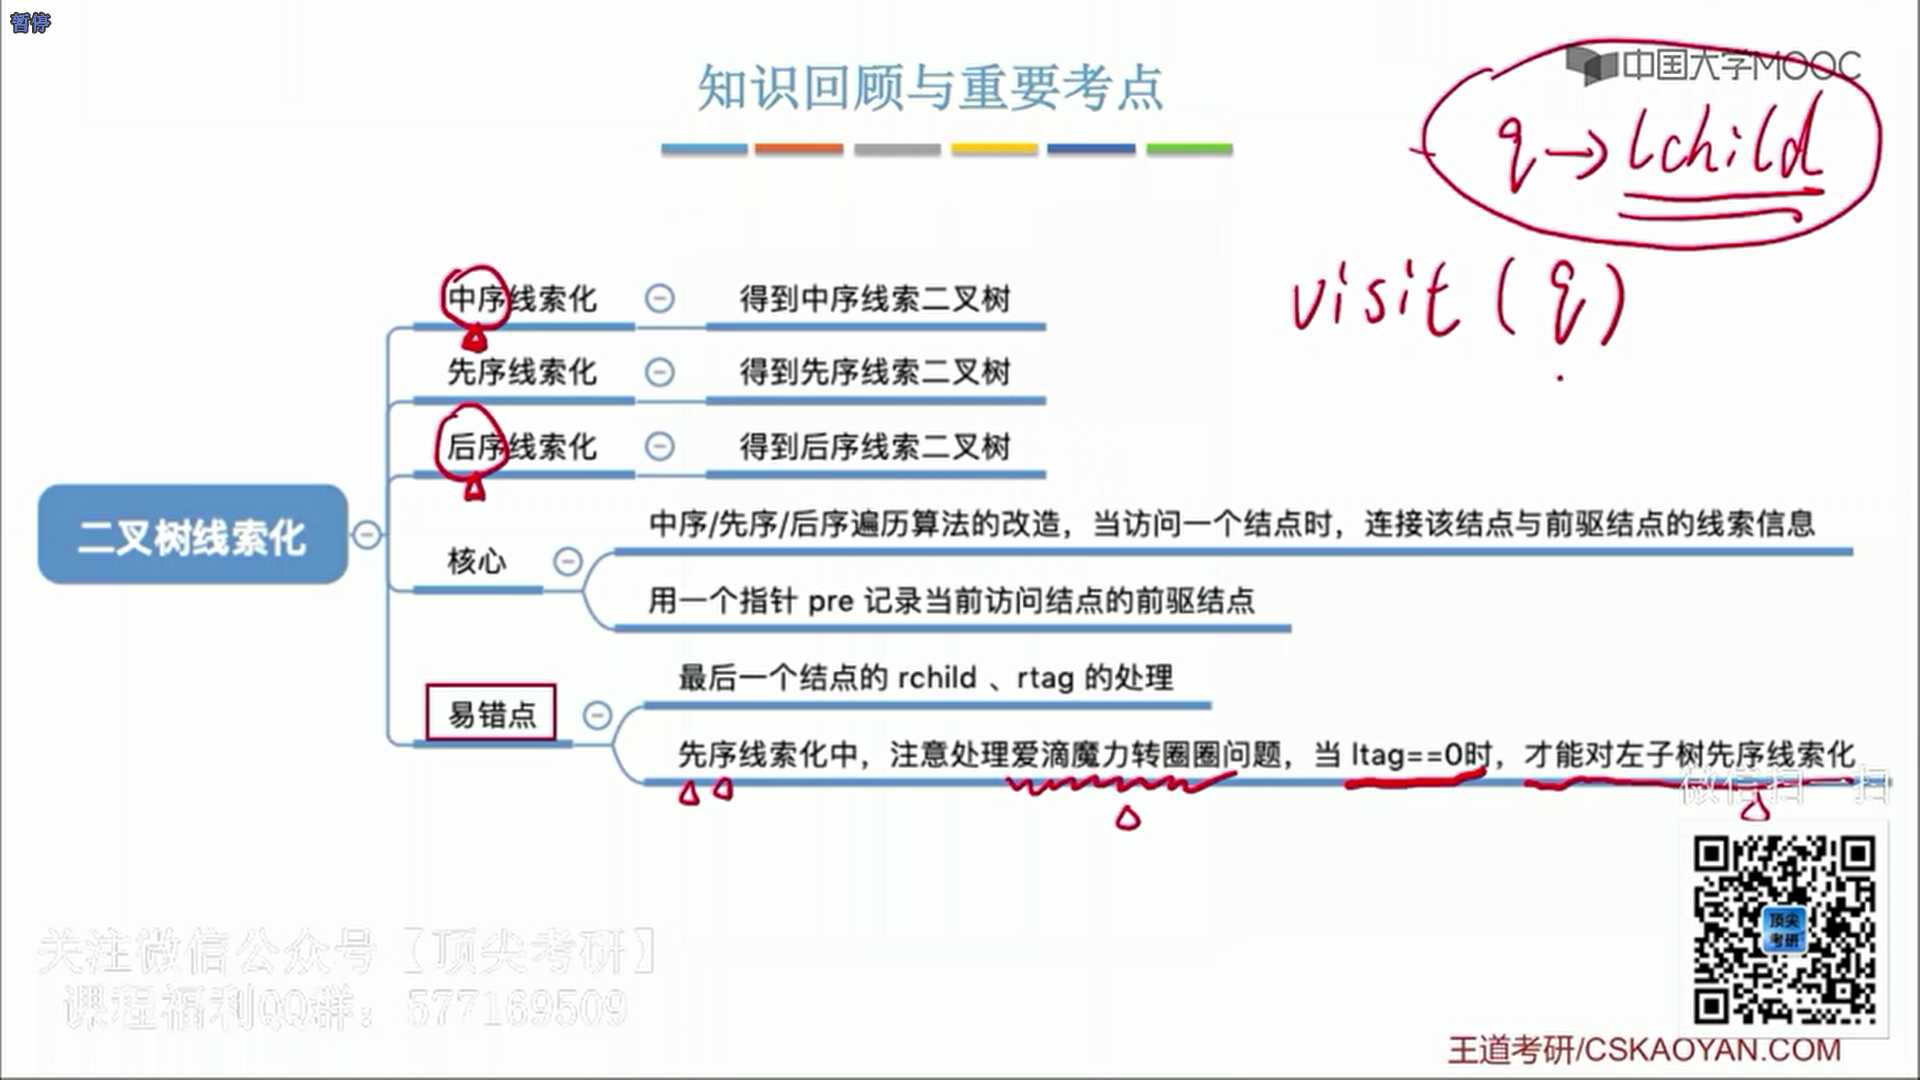 暂停
中国大学MOOC
知识回顾与重要考点
q→lchild
visit(q)
中序线索化
得到中序线索二叉树
先序线索化
得到先序线索二叉树
后序线索化
得到后序线索二叉树
二叉树线索化
核心
中序/先序/后序遍历算法的改造，当访问一个结点时，连接该结点与前驱结点的线索信息
用一个指针 pre 记录当前访问结点的前驱结点
易错点
最后一个结点的 rchild 、rtag 的处理
先序线索化中，注意处理爱滴魔力转圈圈问题，当 ltag==0时，才能对左子树先序线索化
微信扫一扫
顶尖
考研
关注微信公众号【顶尖考研】
课程福利QQ群：577169509
王道考研/CSKAOYAN.COM